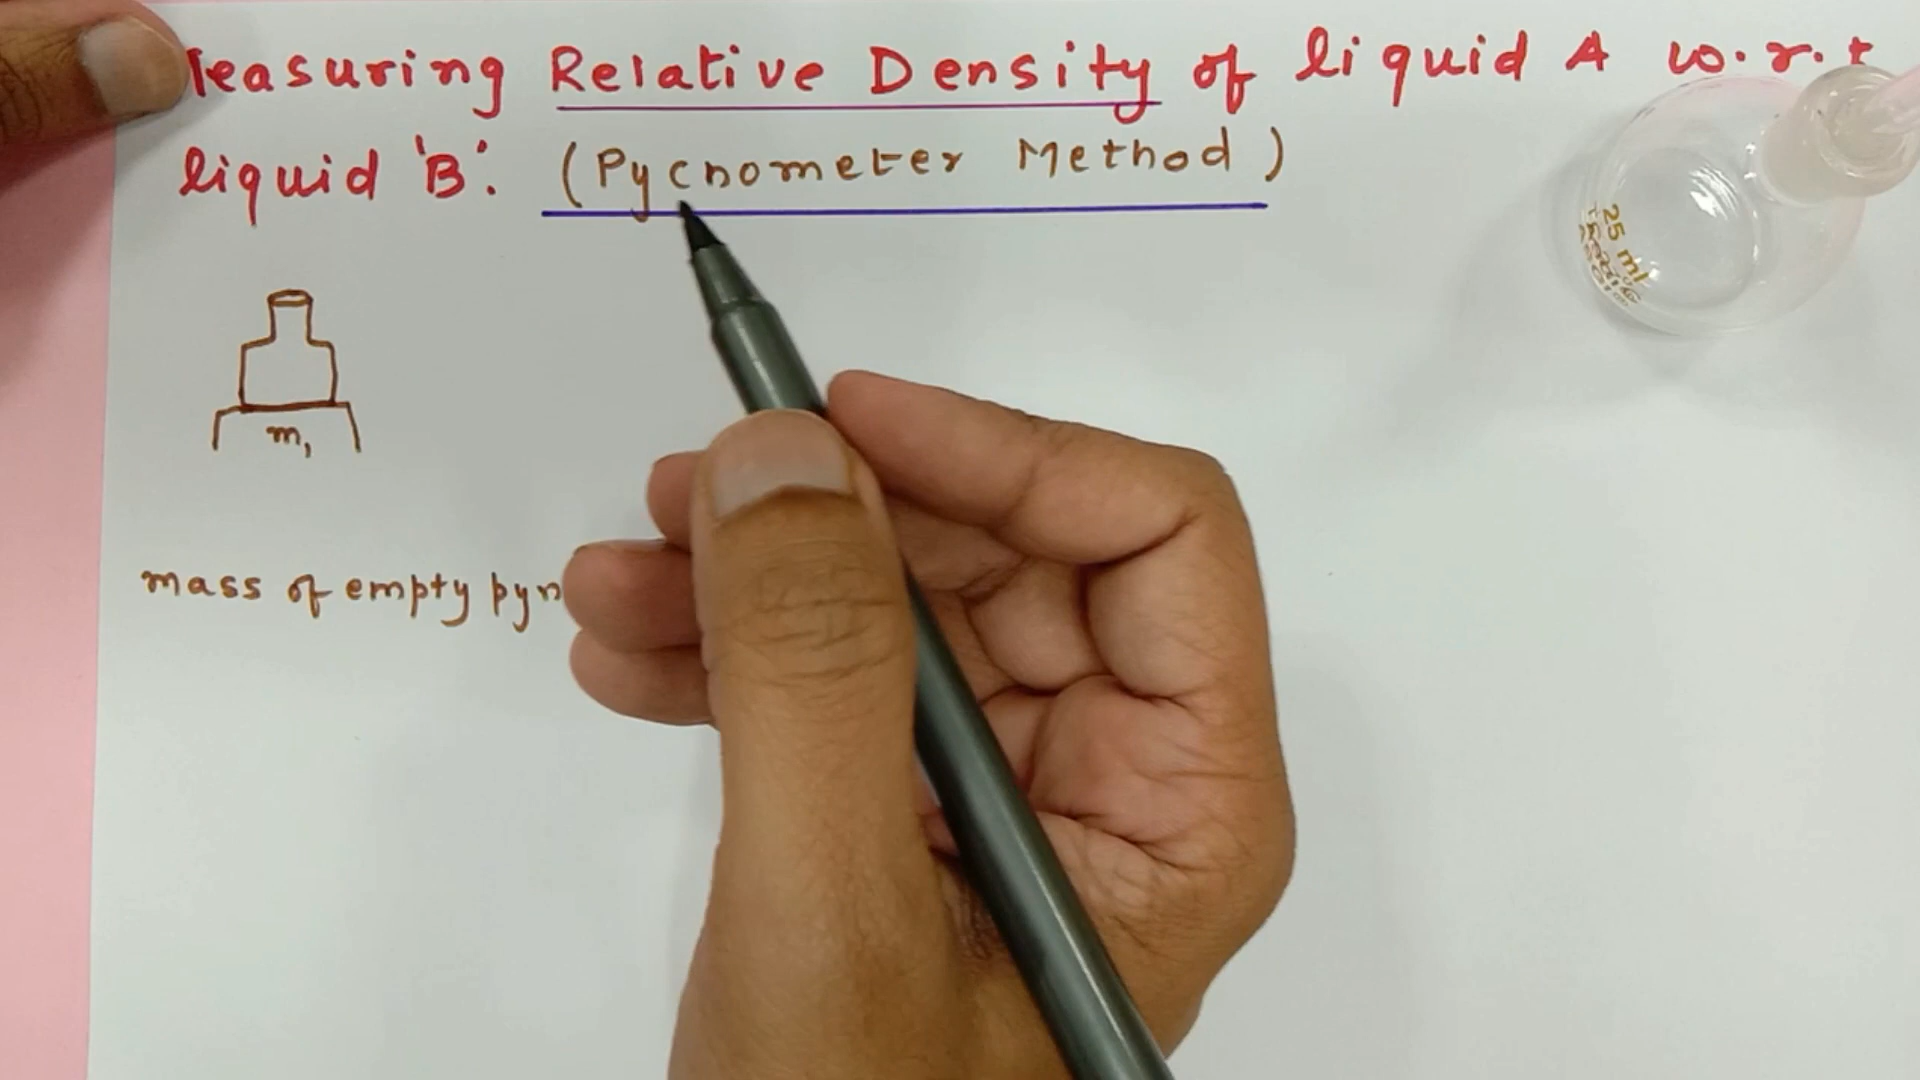 easuring Relative Density of liquid A w.r.t
liquid 'B': (Pycnometer Method)
25 ml
m₁
mass of empty pyn